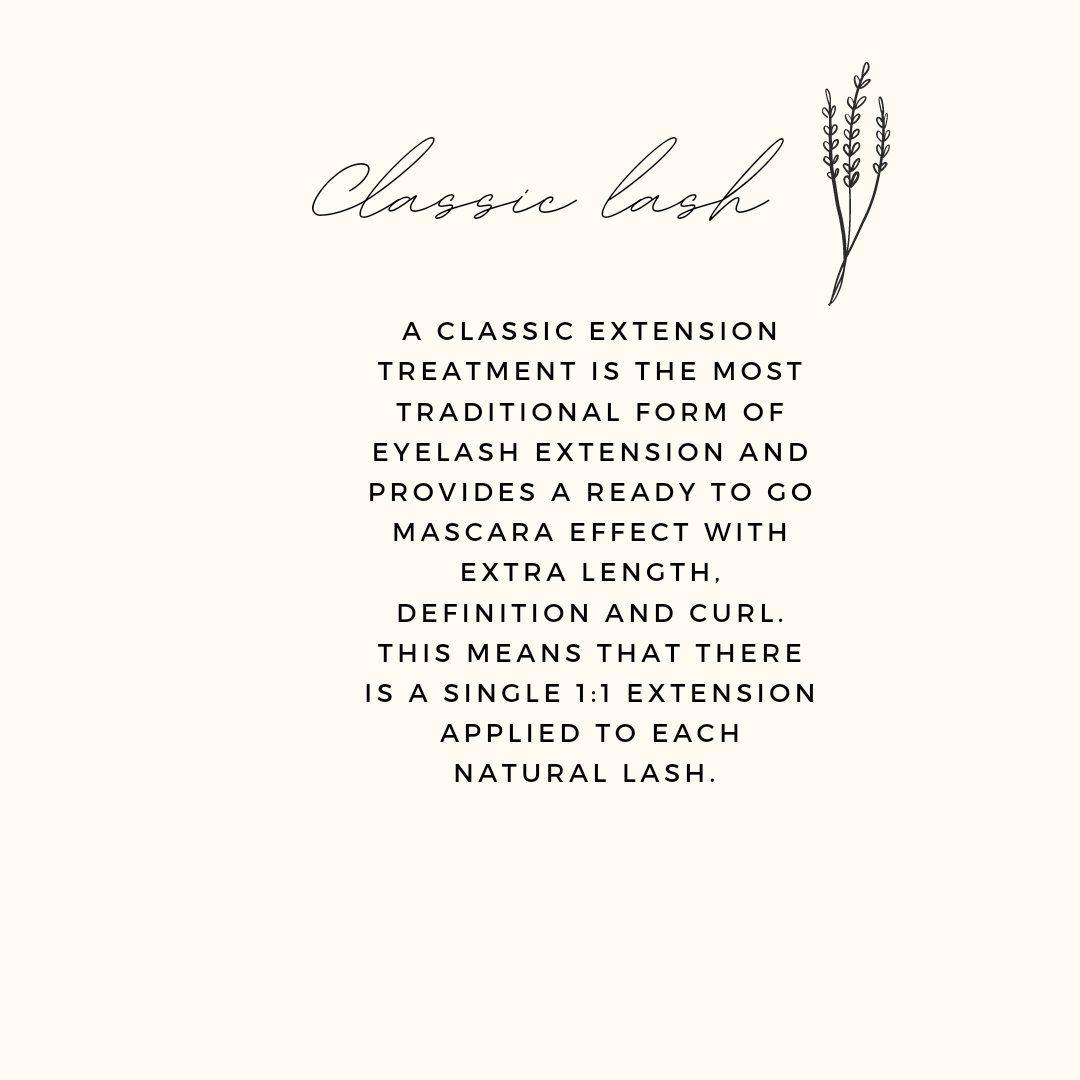 Classic lash
A CLASSIC EXTENSION
TREATMENT IS THE MOST
TRADITIONAL FORM OF
EYELASH EXTENSION AND
PROVIDES A READY TO GO
MASCARA EFFECT WITH
EXTRA LENGTH,
DEFINITION AND CURL.
THIS MEANS THAT THERE
IS A SINGLE 1:1 EXTENSION
APPLIED TO EACH
NATURAL LASH.